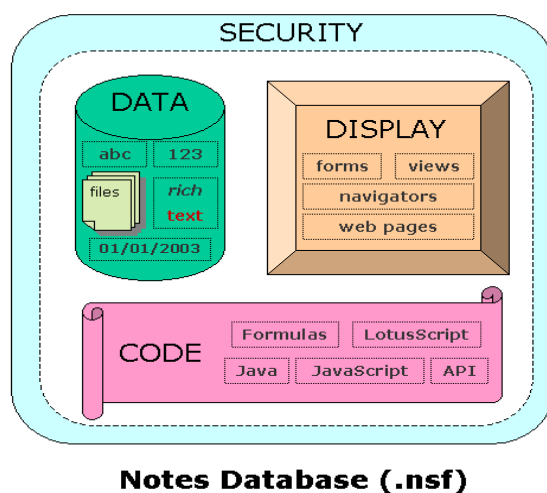 SECURITY
DATA
abc 123
files
rich
text
01/01/2003
DISPLAY
forms views
navigators
web pages
CODE
Formulas LotusScript
Java JavaScript API
Notes Database (.nsf)